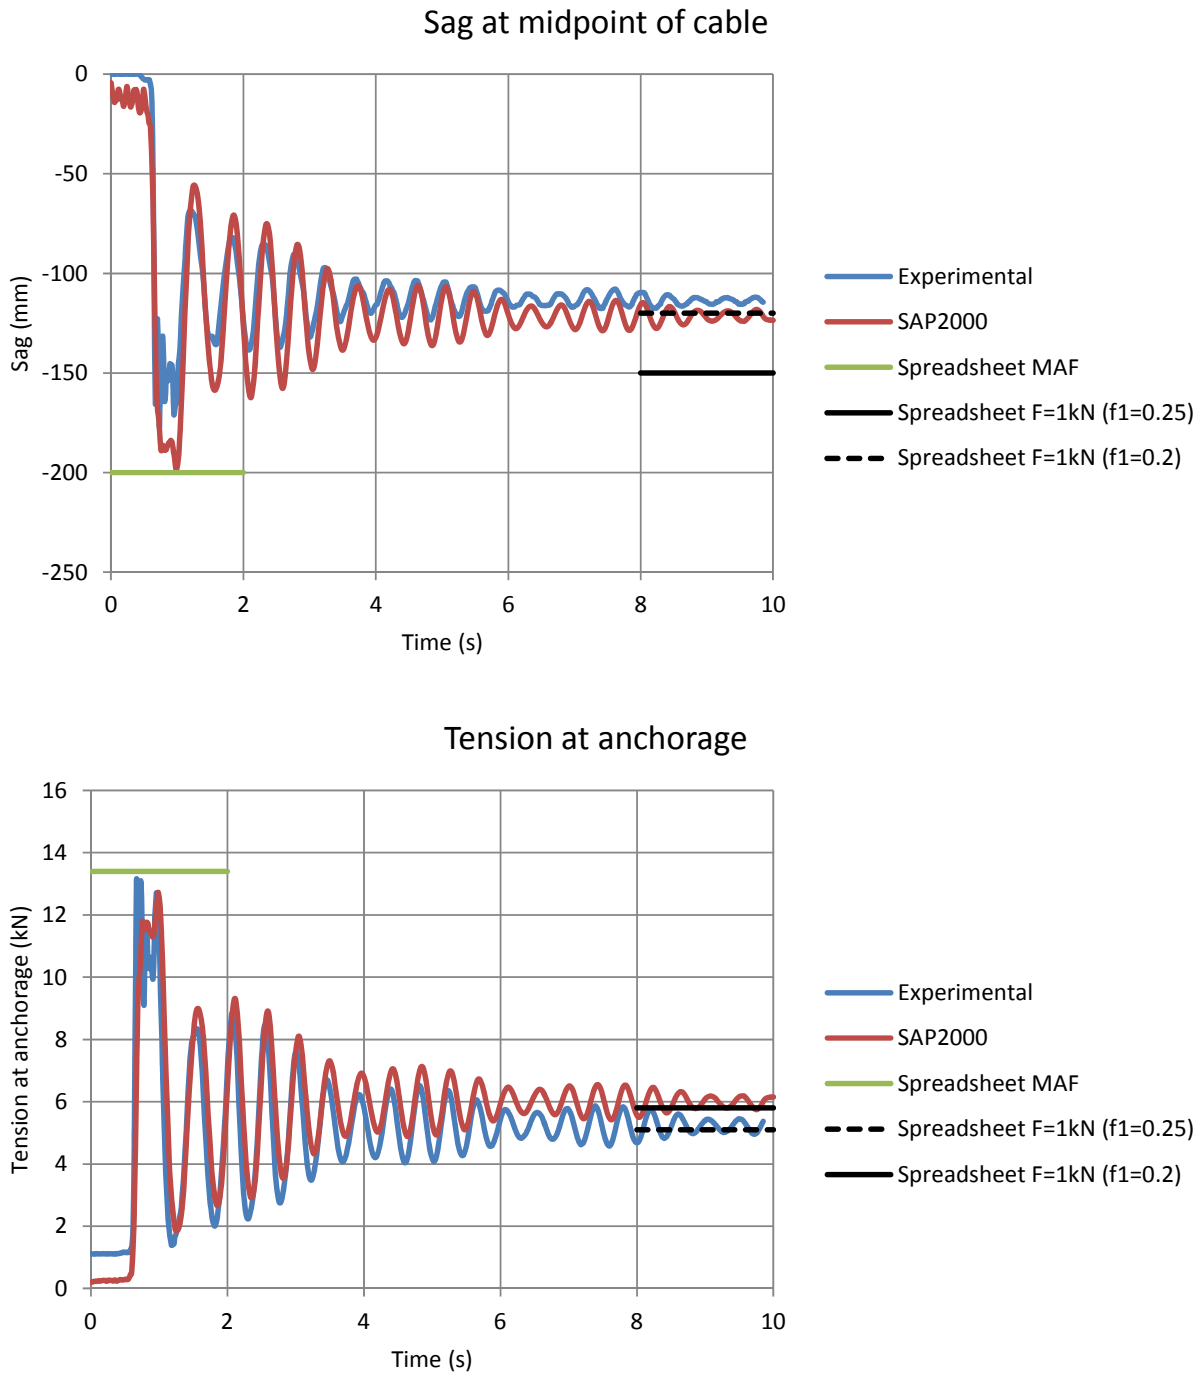 Sag at midpoint of cable
0
-50
-100
-150
-200
-250
Sag (mm)
0 2 4 6 8 10
Time (s)
Experimental
SAP2000
Spreadsheet MAF
Spreadsheet F=1kN (f1=0.25)
Spreadsheet F=1kN (f1=0.2)
Tension at anchorage
16
14
12
10
8
6
4
2
0
Tension at anchorage (kN)
0 2 4 6 8 10
Time (s)
Experimental
SAP2000
Spreadsheet MAF
Spreadsheet F=1kN (f1=0.25)
Spreadsheet F=1kN (f1=0.2)